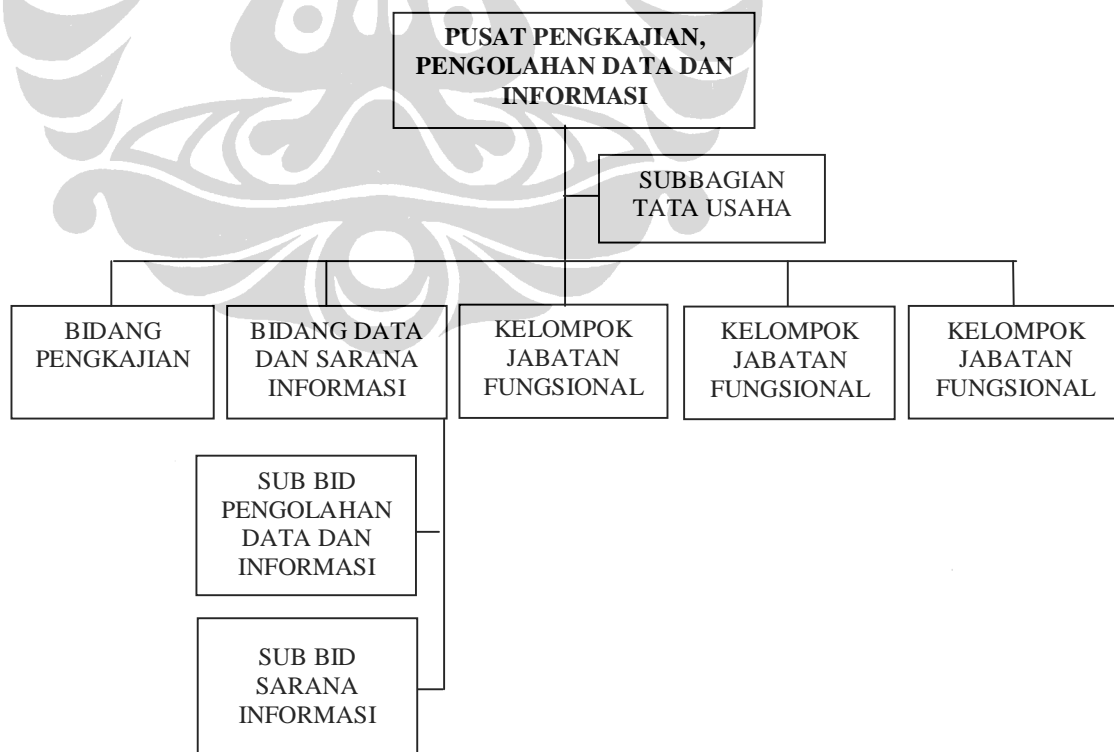 PUSAT PENGKAJIAN,
PENGOLAHAN DATA DAN
INFORMASI
SUBBAGIAN
TATA USAHA
BIDANG
PENGKAJIAN
BIDANG DATA
DAN SARANA
INFORMASI
KELOMPOK
JABATAN
FUNGSIONAL
KELOMPOK
JABATAN
FUNGSIONAL
KELOMPOK
JABATAN
FUNGSIONAL
SUB BID
PENGOLAHAN
DATA DAN
INFORMASI
SUB BID
SARANA
INFORMASI